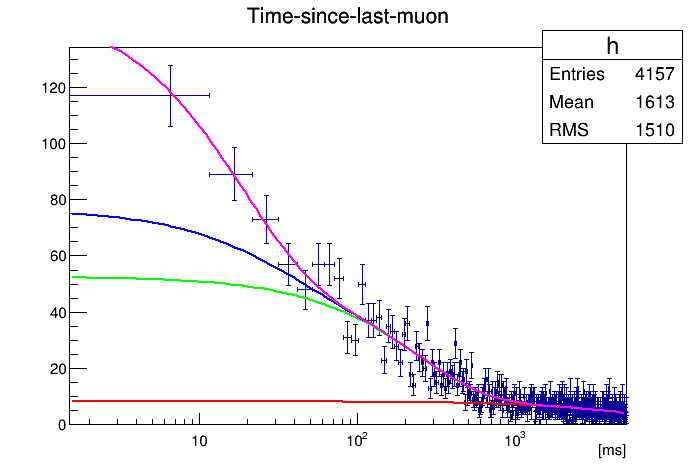 Time-since-last-muon
h
Entries 4157
Mean 1613
RMS 1510
120
100
80
60
40
20
0
10 10² 10³
[ms]